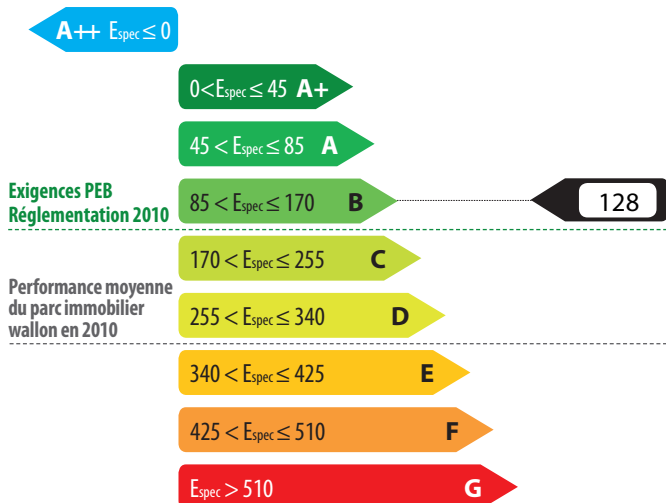 A++ Espec ≤ 0
0 < Espec ≤ 45 A+
45 < Espec ≤ 85 A
Exigences PEB
Réglementation 2010
85 < Espec ≤ 170 B
128
170 < Espec ≤ 255 C
Performance moyenne
du parc immobilier
wallon en 2010
255 < Espec ≤ 340 D
340 < Espec ≤ 425 E
425 < Espec ≤ 510 F
Espec > 510 G